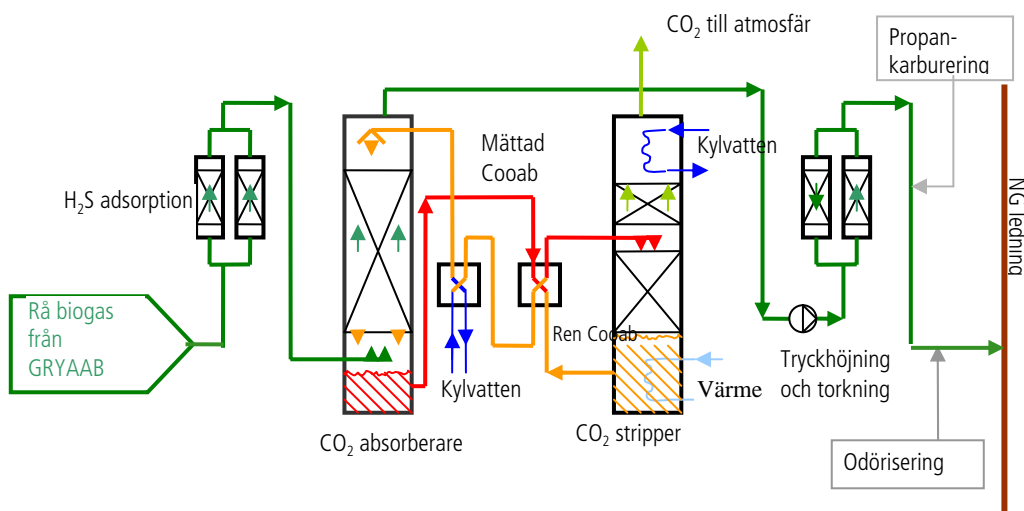 CO2 till atmosfär
Propan-
karburering
Mättad
Cooab
Kylvatten
H2S adsorption
NG ledning
Rå biogas
från
GRYAAB
Ren Cooab
Kylvatten
Värme
Tryckhöjning
och torkning
CO2 absorberare
CO2 stripper
Odörisering